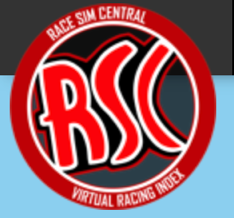 RACE SIM CENTRAL
RSC
VIRTUAL RACING INDEX